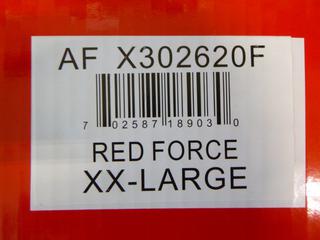 AF X302620F
7 02587 18903 0
RED FORCE
XX-LARGE